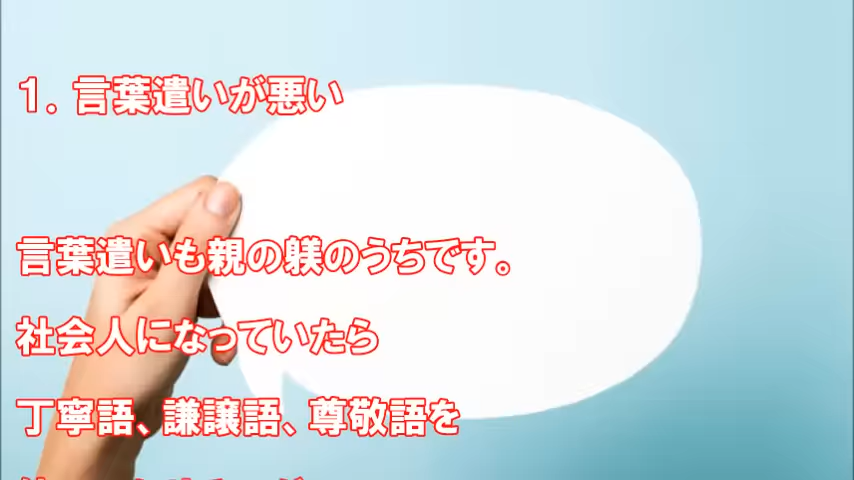 １．言葉遣いが悪い
言葉遣いも親の躾のうちです。
社会人になっていたら
丁寧語、謙譲語、尊敬語を